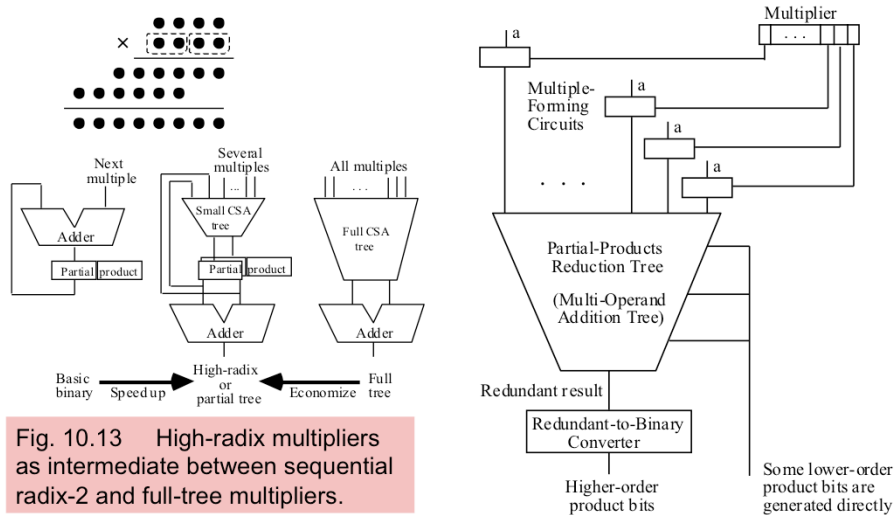 ×
Next
multiple
Adder
Partial product
Several
multiples
...
Small CSA
tree
Partial product
Adder
All multiples
. . .
Full CSA
tree
Adder
Basic
binary
Speed up
High-radix
or
partial tree
Economize
Full
tree
Fig. 10.13 High-radix multipliers
as intermediate between sequential
radix-2 and full-tree multipliers.
Multiplier
. . .
a
Multiple-
Forming
Circuits
a
a
a
. . .
Partial-Products
Reduction Tree
(Multi-Operand
Addition Tree)
Redundant result
Redundant-to-Binary
Converter
Higher-order
product bits
Some lower-order
product bits are
generated directly